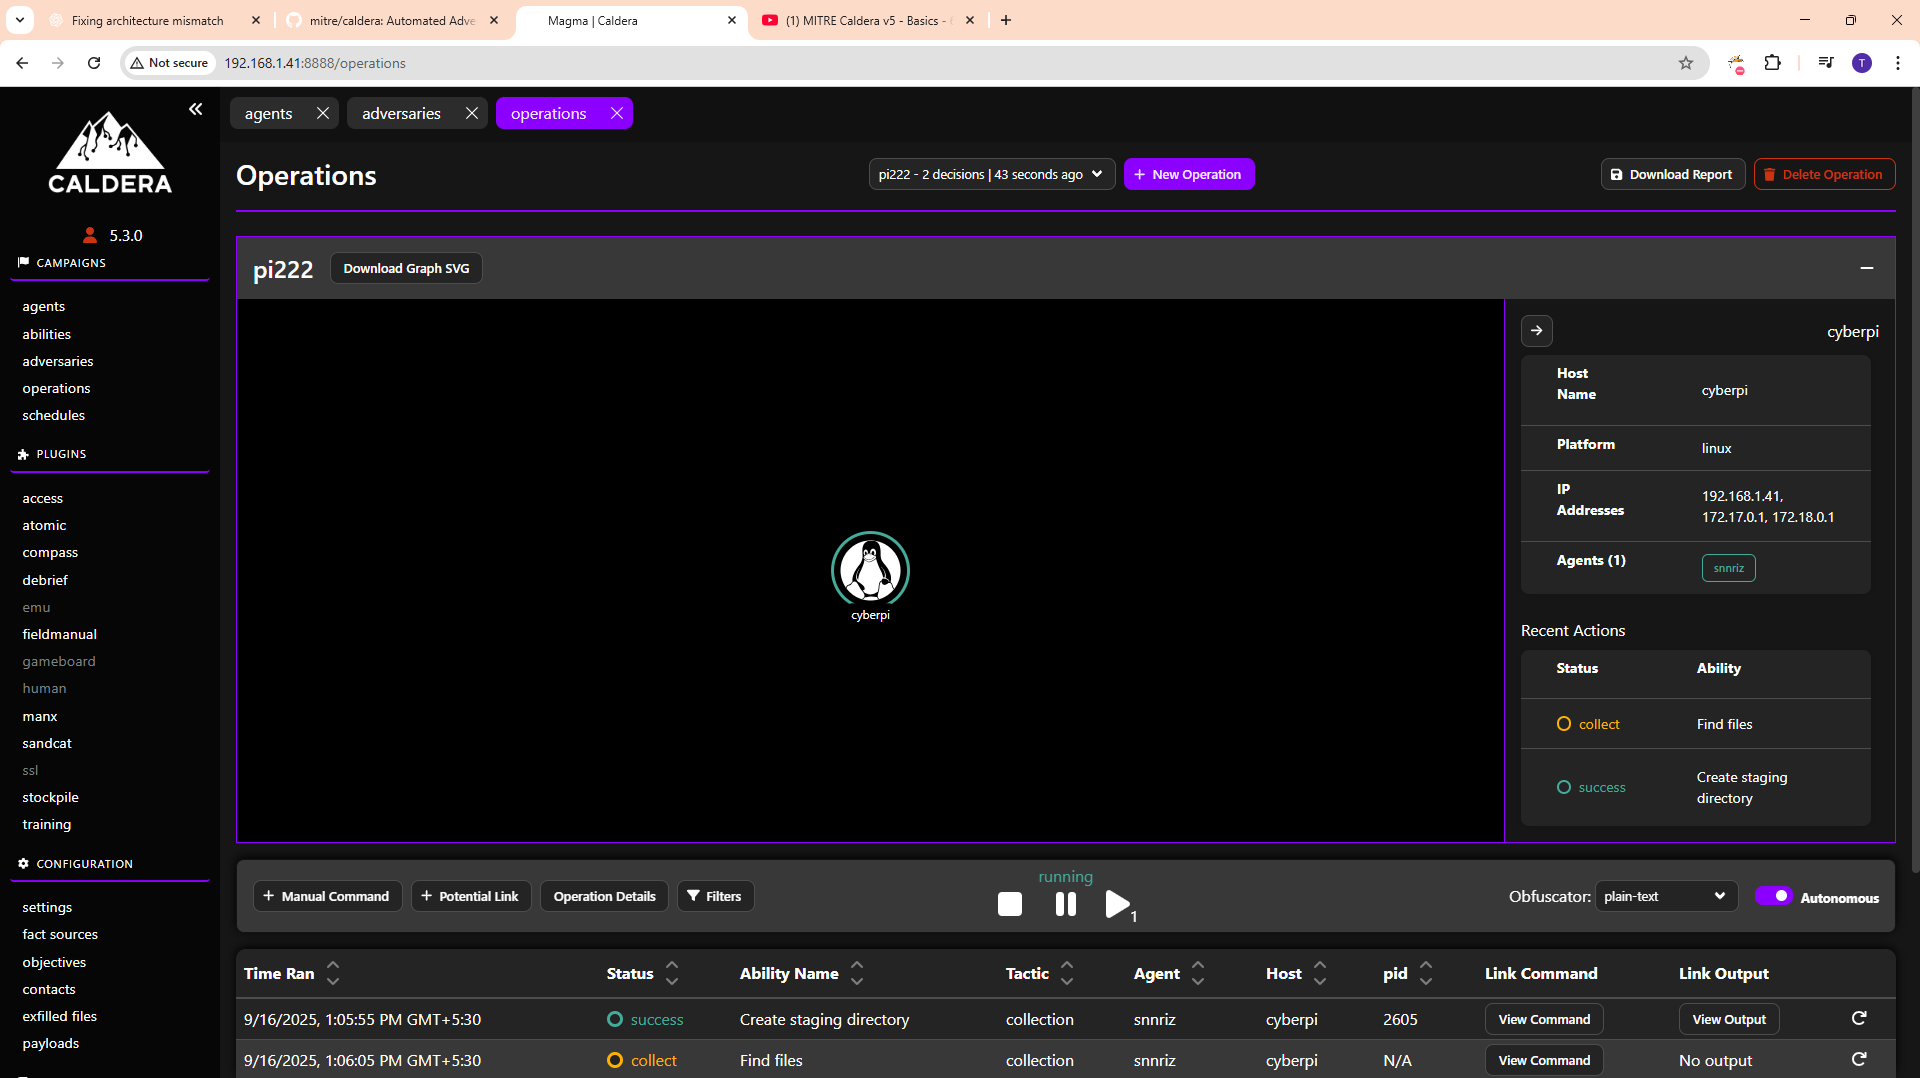 Fixing architecture mismatch
mitre/caldera: Automated Adve
Magma | Caldera
(1) MITRE Caldera v5 - Basics -
Not secure
192.168.1.41:8888/operations
T
CALDERA
5.3.0
CAMPAIGNS
agents
abilities
adversaries
operations
schedules
PLUGINS
access
atomic
compass
debrief
emu
fieldmanual
gameboard
human
manx
sandcat
ssl
stockpile
training
CONFIGURATION
settings
fact sources
objectives
contacts
exfilled files
payloads
agents
adversaries
operations
Operations
pi222 - 2 decisions | 43 seconds ago
New Operation
Download Report
Delete Operation
pi222
Download Graph SVG
cyberpi
cyberpi
Host Name
cyberpi
Platform
linux
IP Addresses
192.168.1.41,
172.17.0.1, 172.18.0.1
Agents (1)
snnriz
Recent Actions
Status Ability
collect Find files
success Create staging directory
Manual Command
Potential Link
Operation Details
Filters
running
1
Obfuscator: plain-text
Autonomous
Time Ran Status Ability Name Tactic Agent Host pid Link Command Link Output
9/16/2025, 1:05:55 PM GMT+5:30 success Create staging directory collection snnriz cyberpi 2605 View Command View Output
9/16/2025, 1:06:05 PM GMT+5:30 collect Find files collection snnriz cyberpi N/A View Command No output